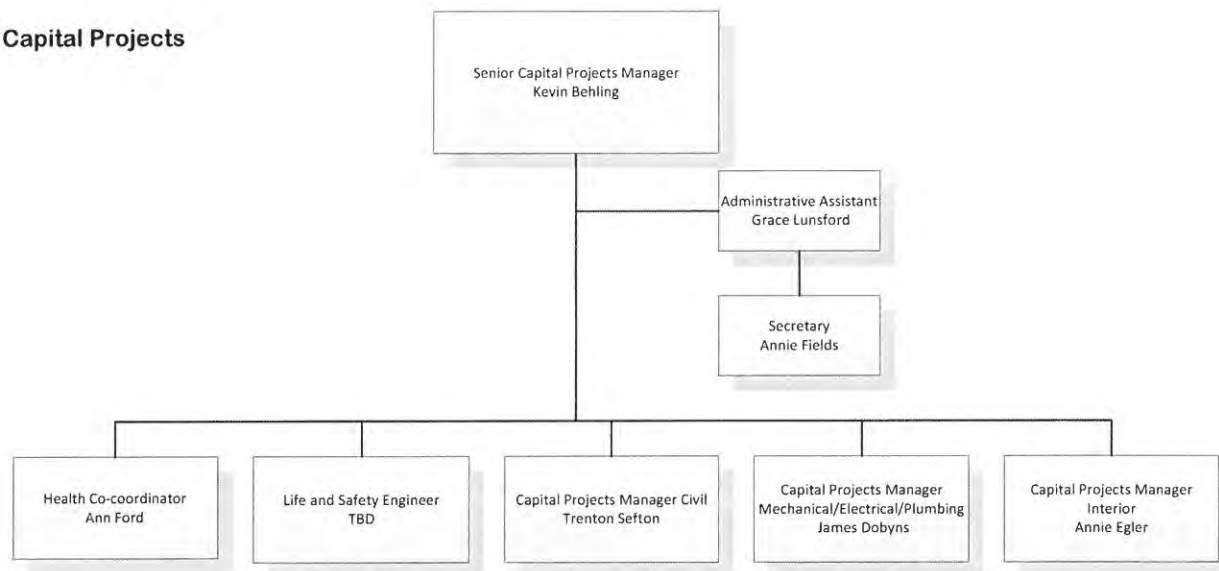 Capital Projects
Senior Capital Projects Manager
Kevin Behling
Administrative Assistant
Grace Lunsford
Secretary
Annie Fields
Health Co-coordinator
Ann Ford
Life and Safety Engineer
TBD
Capital Projects Manager Civil
Trenton Sefton
Capital Projects Manager
Mechanical/Electrical/Plumbing
James Dobyns
Capital Projects Manager
Interior
Annie Egler